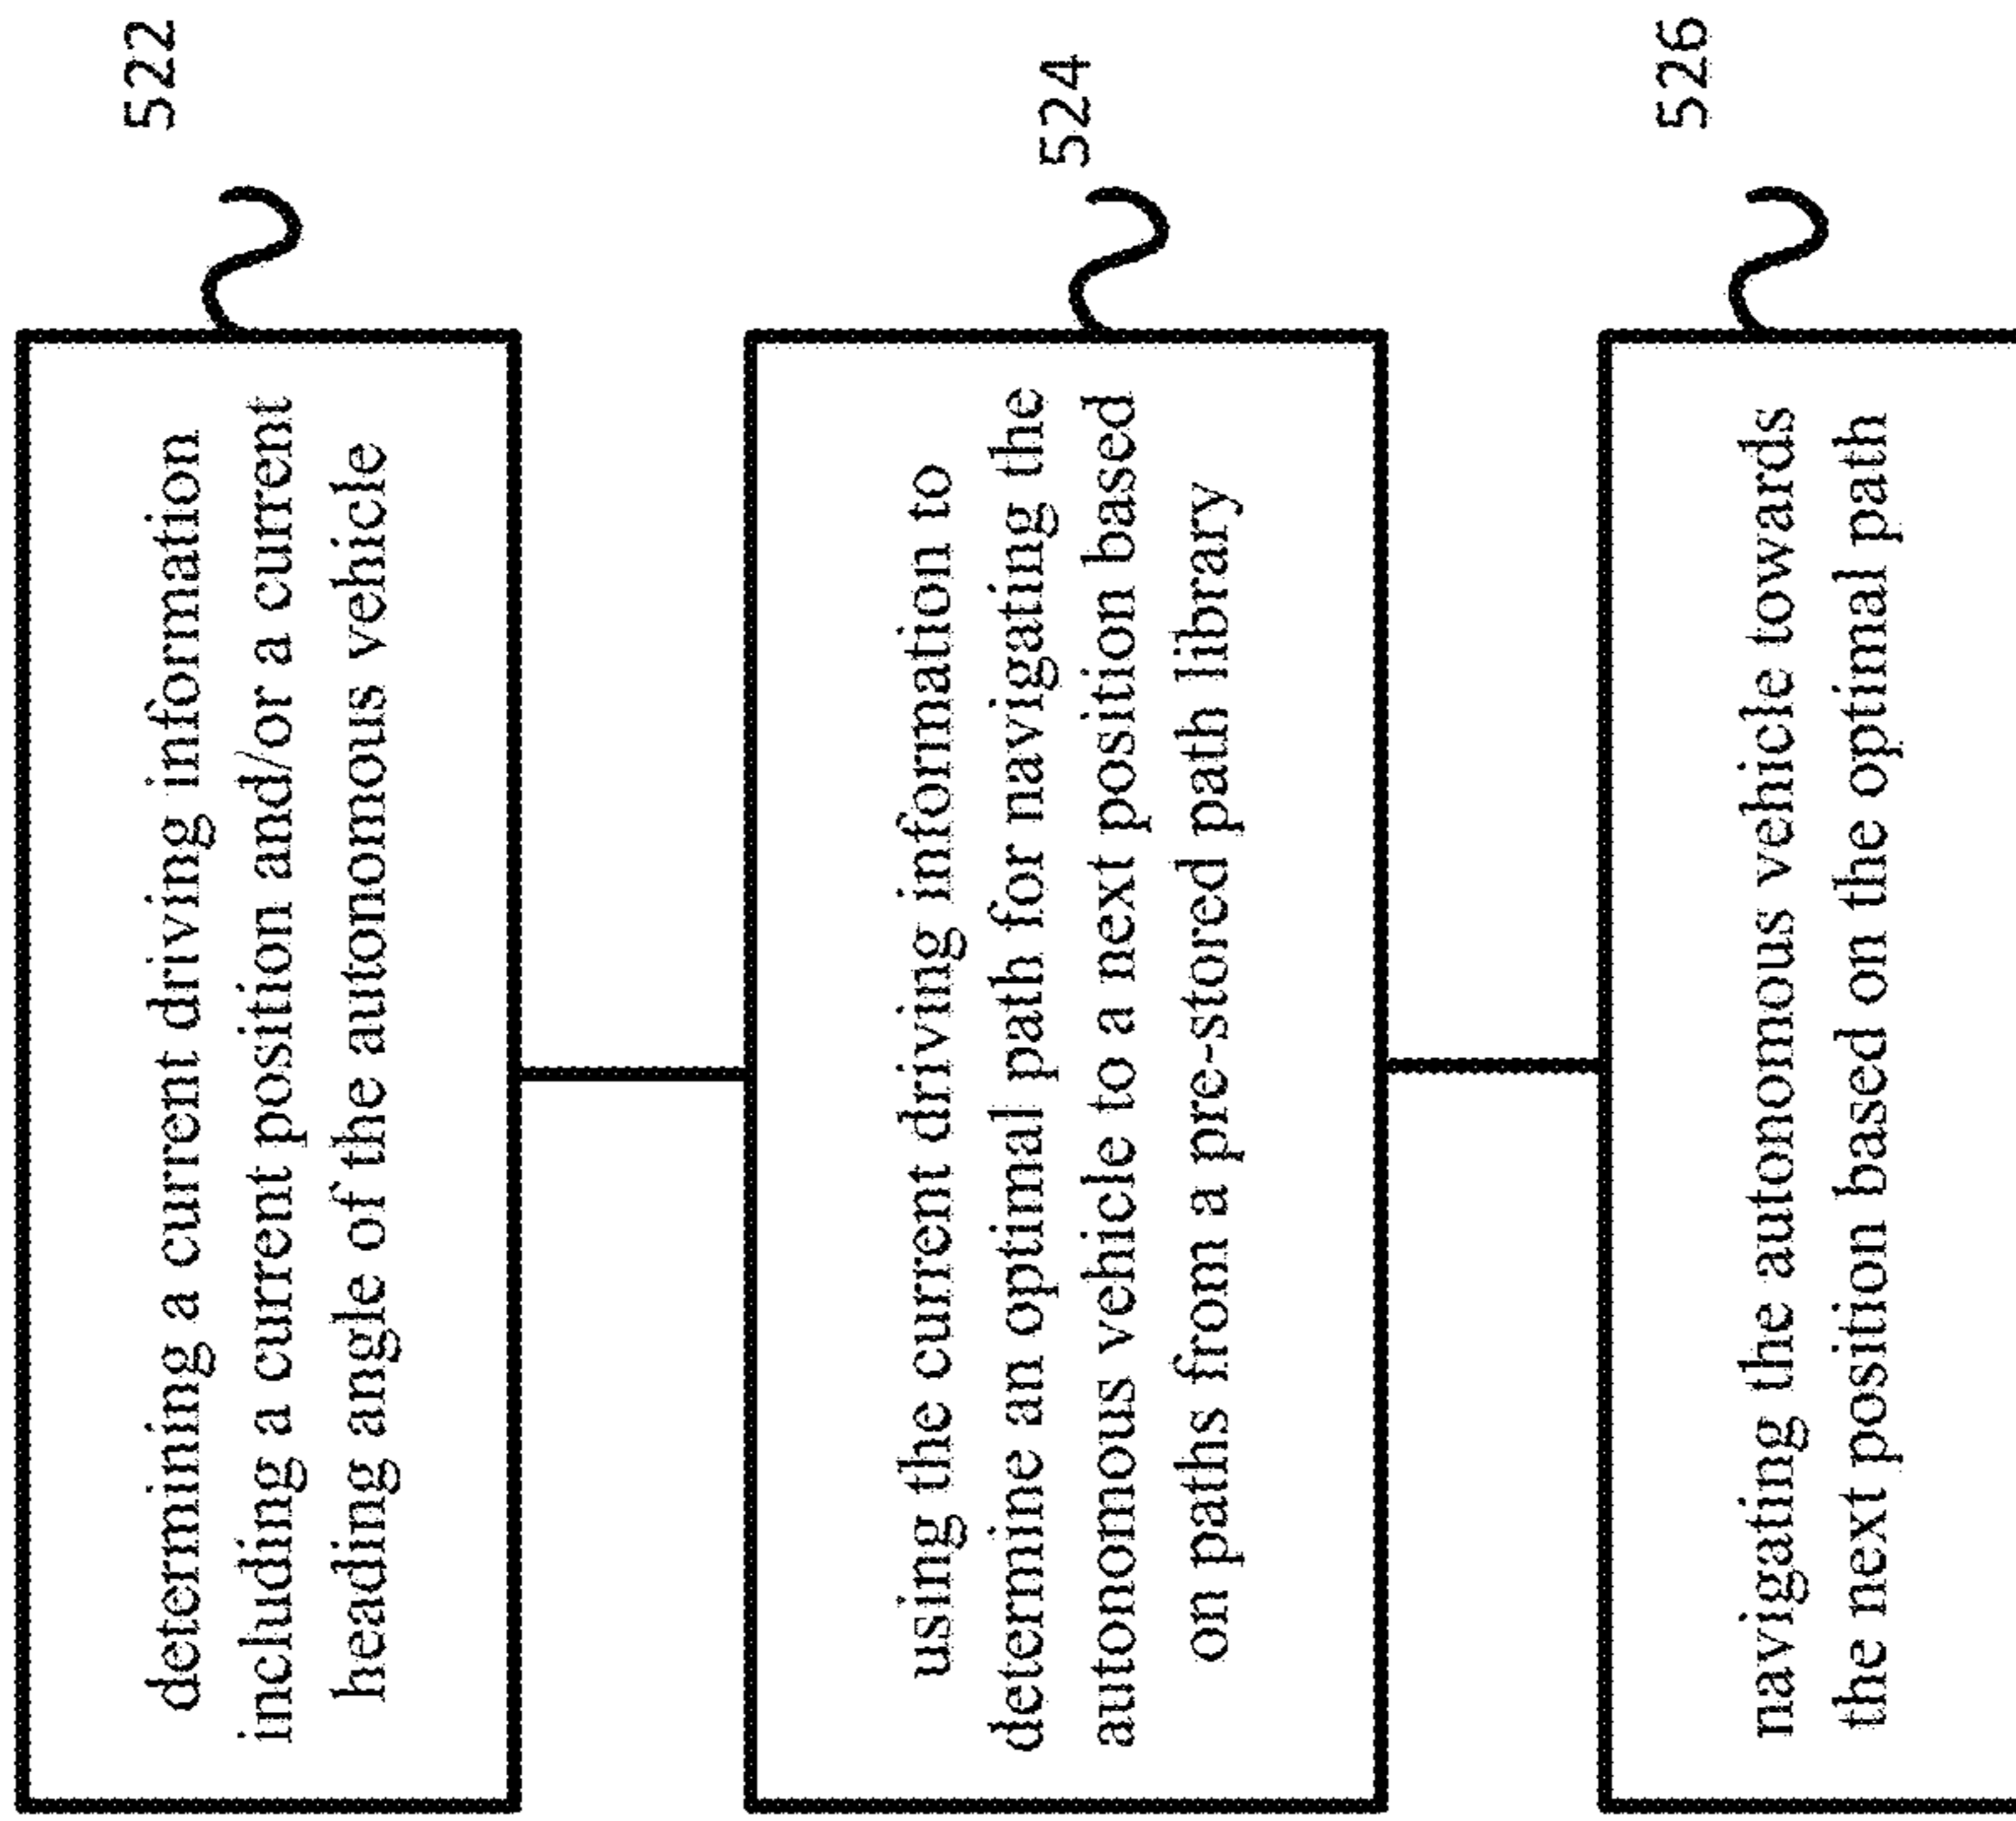 522
determining a current driving information
including a current position and/or a current
heading angle of the autonomous vehicle
524
using the current driving information to
determine an optimal path for navigating the
autonomous vehicle to a next position based
on paths from a pre-stored path library
526
navigating the autonomous vehicle towards
the next position based on the optimal path